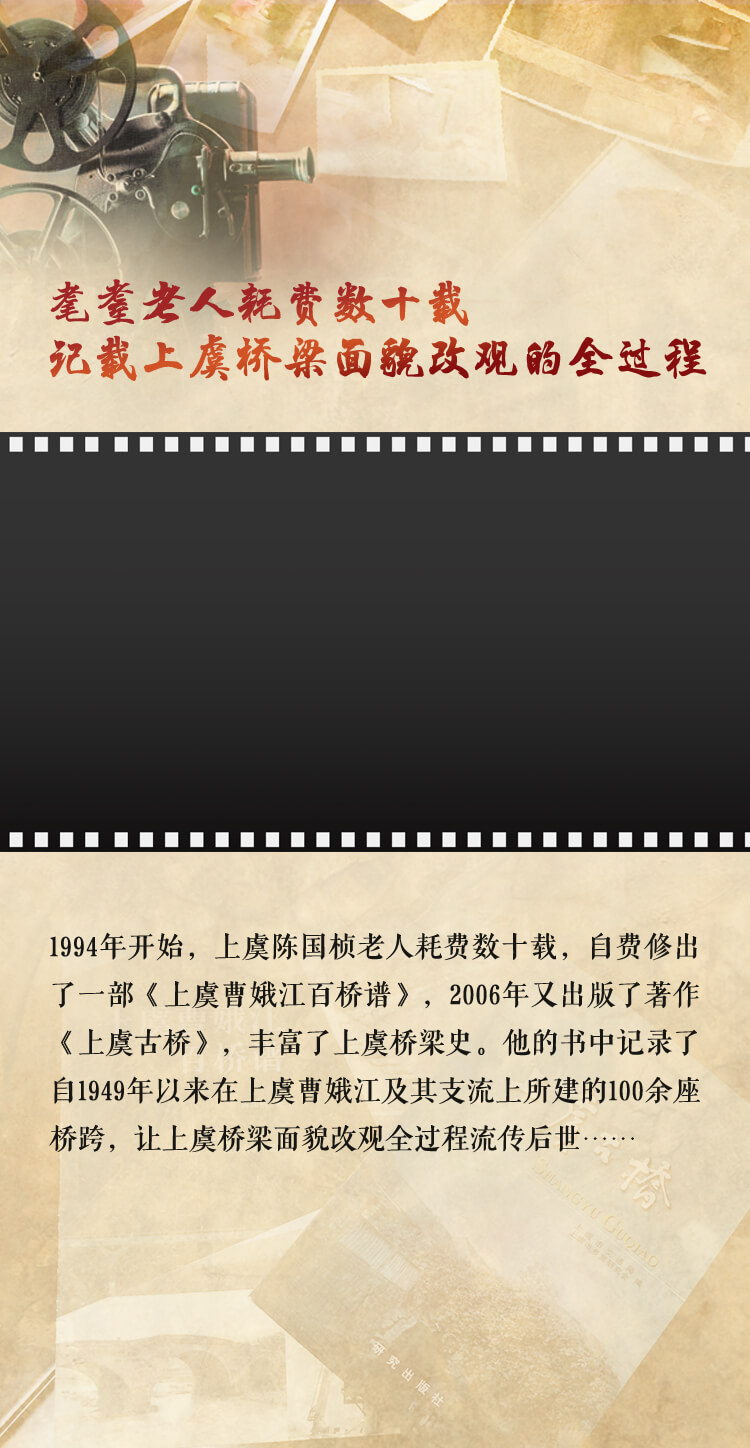 耄耋老人耗费数十载
记载上虞桥梁面貌改观的全过程
1994年开始，上虞陈国桢老人耗费数十载，自费修出
了一部《上虞曹娥江百桥谱》，2006年又出版了著作
《上虞古桥》，丰富了上虞桥梁史。他的书中记录了
自1949年以来在上虞曹娥江及其支流上所建的100余座
桥跨，让上虞桥梁面貌改观全过程流传后世……
桥
研究出版社